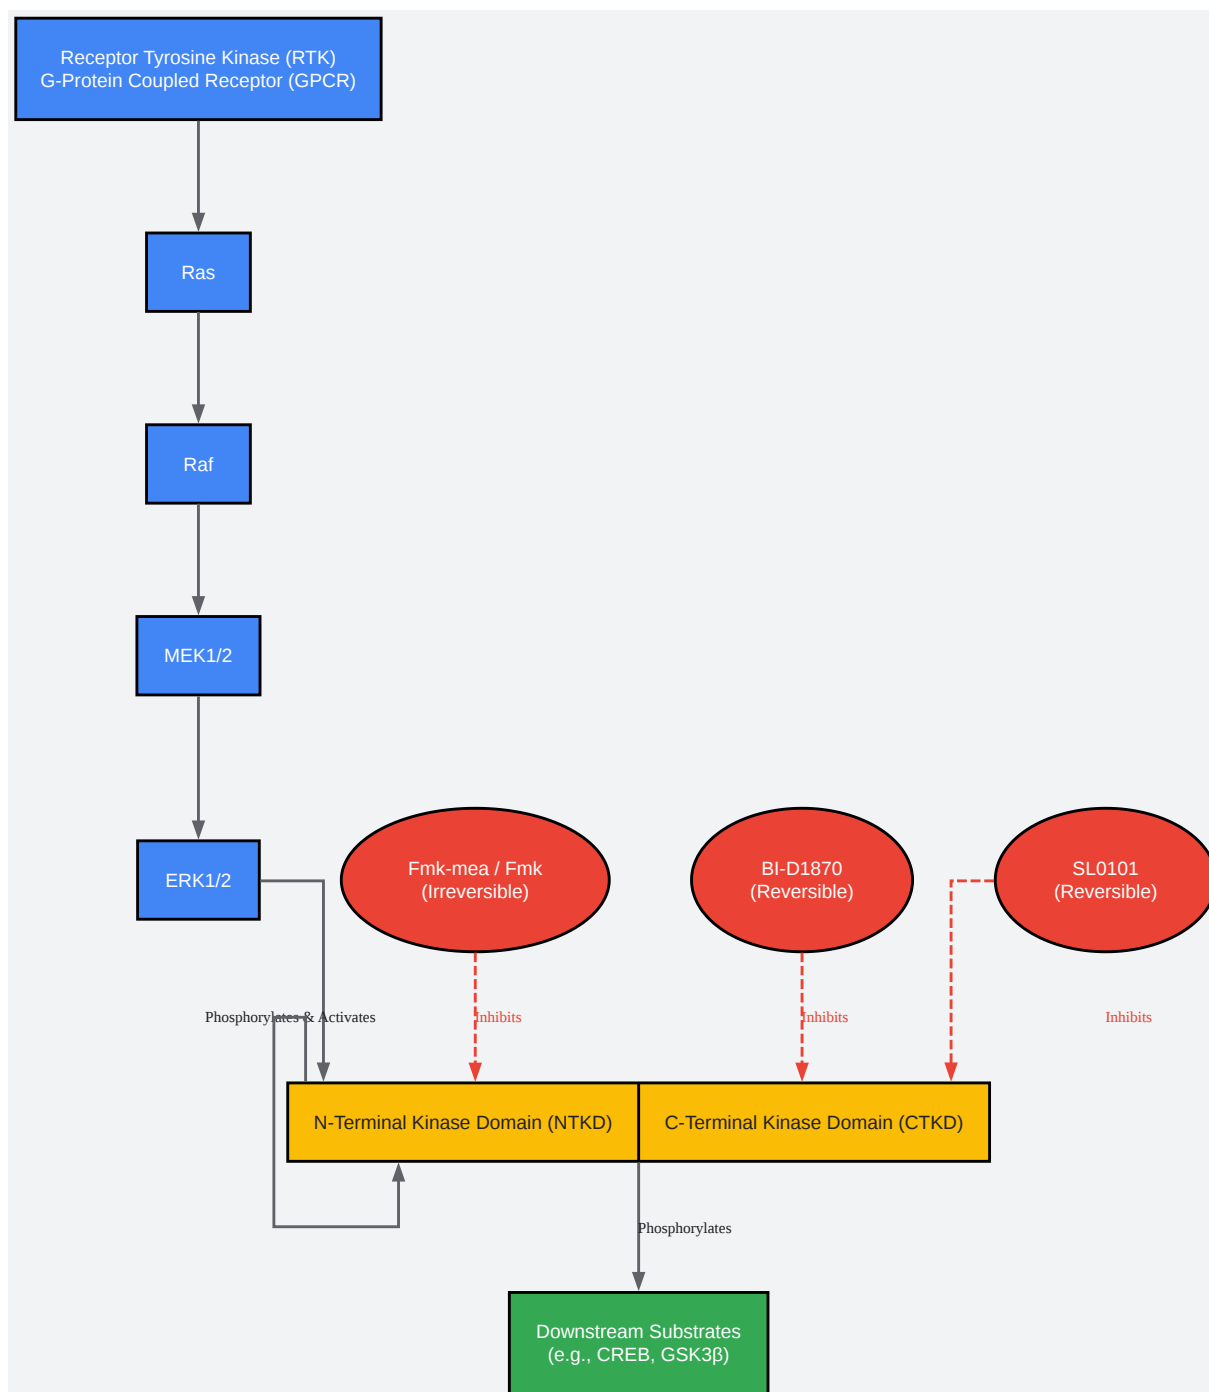 Receptor Tyrosine Kinase (RTK)
G-Protein Coupled Receptor (GPCR)
Ras
Raf
MEK1/2
ERK1/2
Fmk-mea / Fmk
(Irreversible)
BI-D1870
(Reversible)
SL0101
(Reversible)
Phosphorylates & Activates
Inhibits
Inhibits
Inhibits
N-Terminal Kinase Domain (NTKD)
C-Terminal Kinase Domain (CTKD)
Phosphorylates
Downstream Substrates
(e.g., CREB, GSK3β)